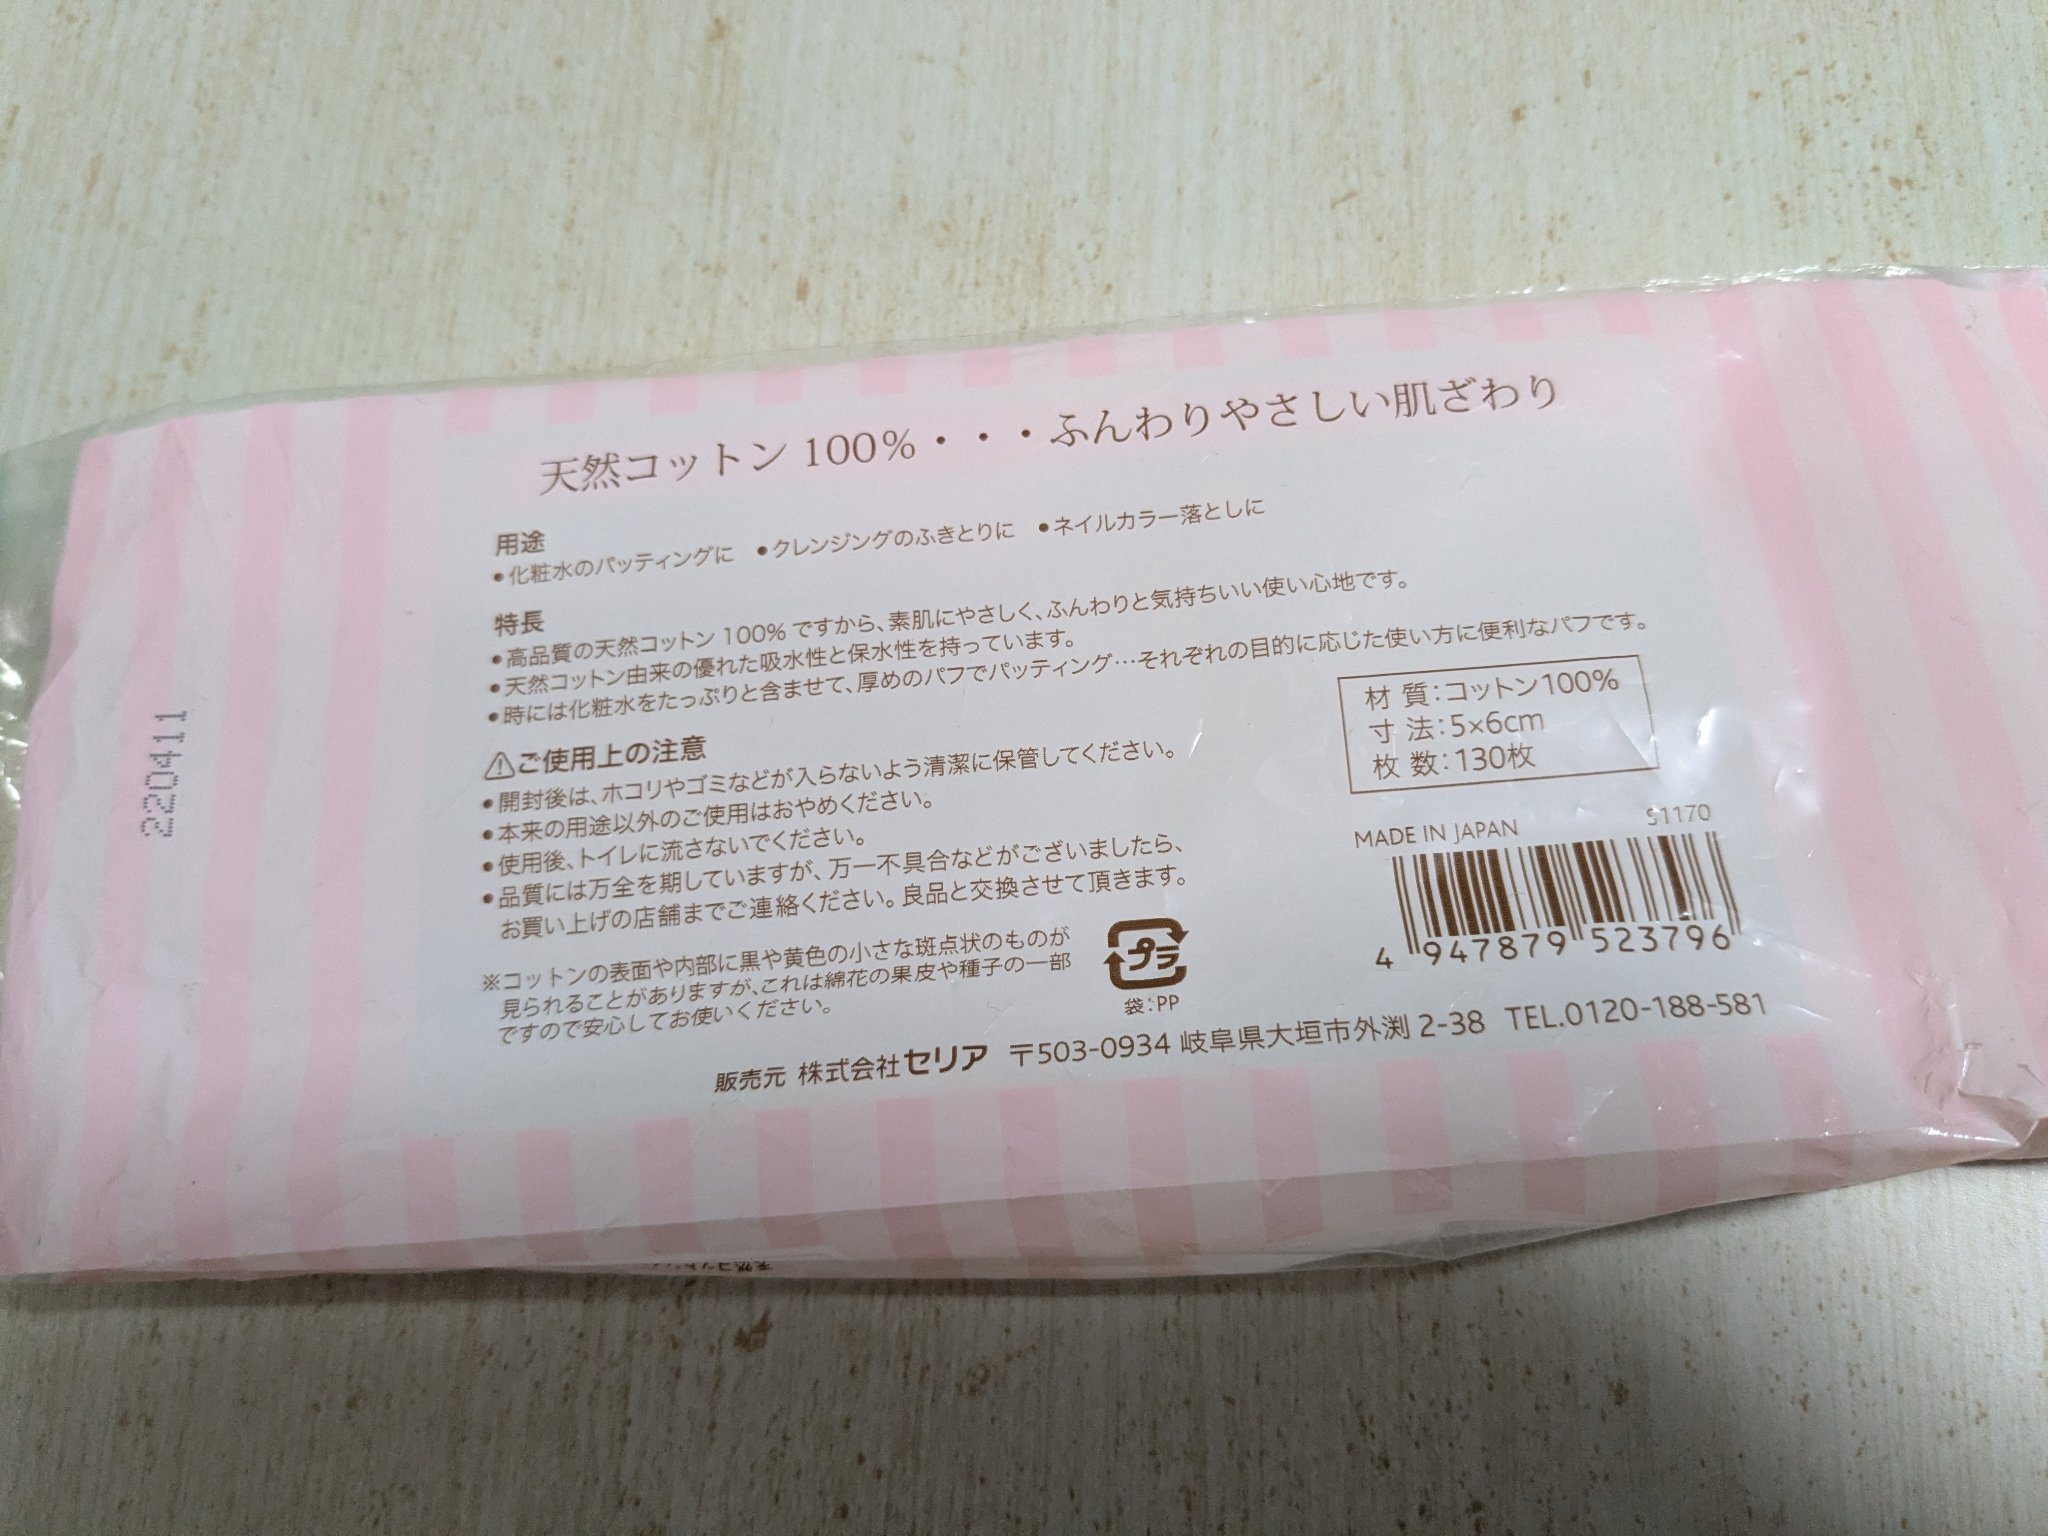 天然コットン100%・・・ふんわりやさしい肌ざわり
用途
●化粧水のパッティングに ●クレンジングのふきとりに ●ネイルカラー落としに
特長
●高品質の天然コットン100%ですから、素肌にやさしく、ふんわりと気持ちいい使い心地です。
●天然コットン由来の優れた吸水性と保水性を持っています。
●時には化粧水をたっぷりと含ませて、厚めのパフでパッティング…それぞれの目的に応じた使い方に便利なパフです。
⚠ご使用上の注意
●開封後は、ホコリやゴミなどが入らないよう清潔に保管してください。
●本来の用途以外のご使用はおやめください。
●使用後、トイレに流さないでください。
●品質には万全を期していますが、万一不具合などがございましたら、
お買い上げの店舗までご連絡ください。良品と交換させて頂きます。
※コットンの表面や内部に黒や黄色の小さな斑点状のものが
見られることがありますが、これは綿花の果皮や種子の一部
ですので安心してお使いください。
プラ
袋:PP
材 質:コットン100%
寸 法:5×6cm
枚 数:130枚
MADE IN JAPAN
S1170
4 947879 523796
販売元 株式会社セリア 〒503-0934 岐阜県大垣市外渕 2-38 TEL.0120-188-581
220411
天然コットン